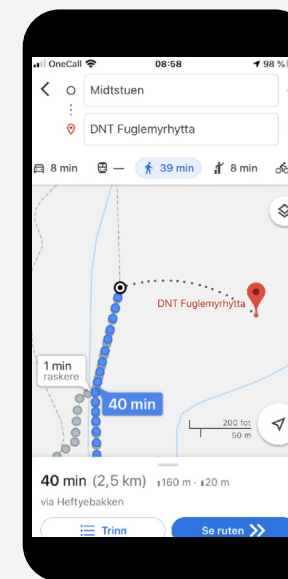 OneCall 08:58 98 %
Midtstuen
DNT Fuglemyrhytta
8 min — 39 min 8 min
DNT Fuglemyrhytta
1 min
raskere
40 min
200 fot
50 m
40 min (2,5 km) 160 m · 20 m
via Heftyebakken
Trinn Se ruten